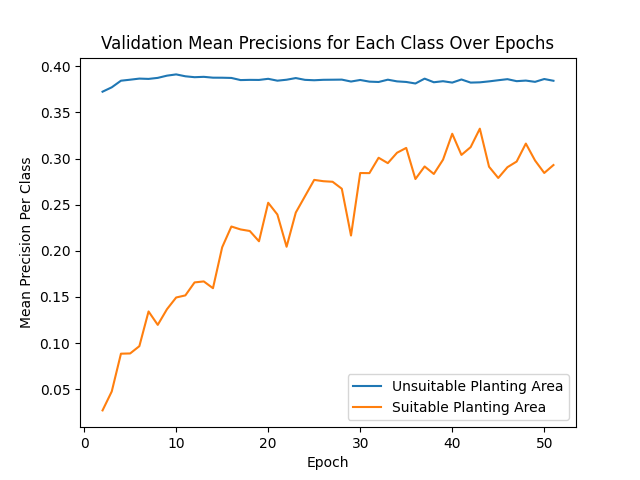 Validation Mean Precisions for Each Class Over Epochs
0.40
0.35
0.30
0.25
0.20
0.15
0.10
0.05
Mean Precision Per Class
Unsuitable Planting Area
Suitable Planting Area
0 10 20 30 40 50
Epoch